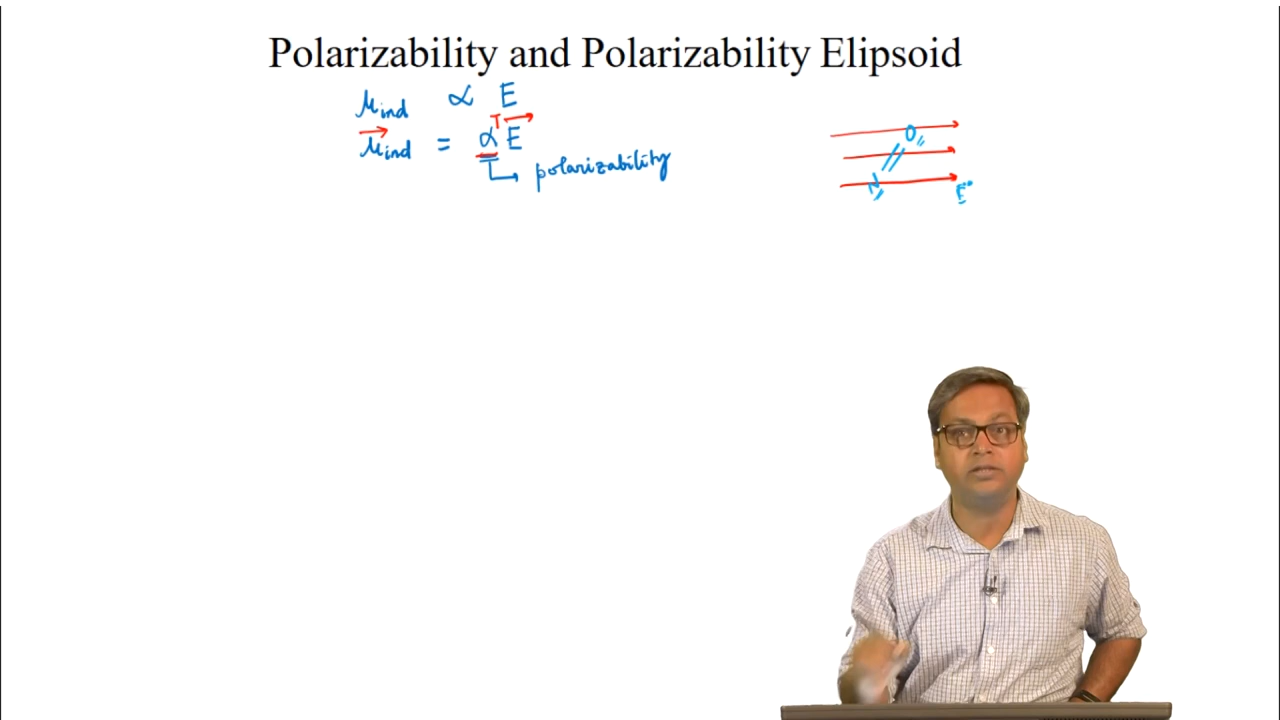 Polarizability and Polarizability Elipsoid
μind ∝ E
μind = α E
polarizability
O
N
E